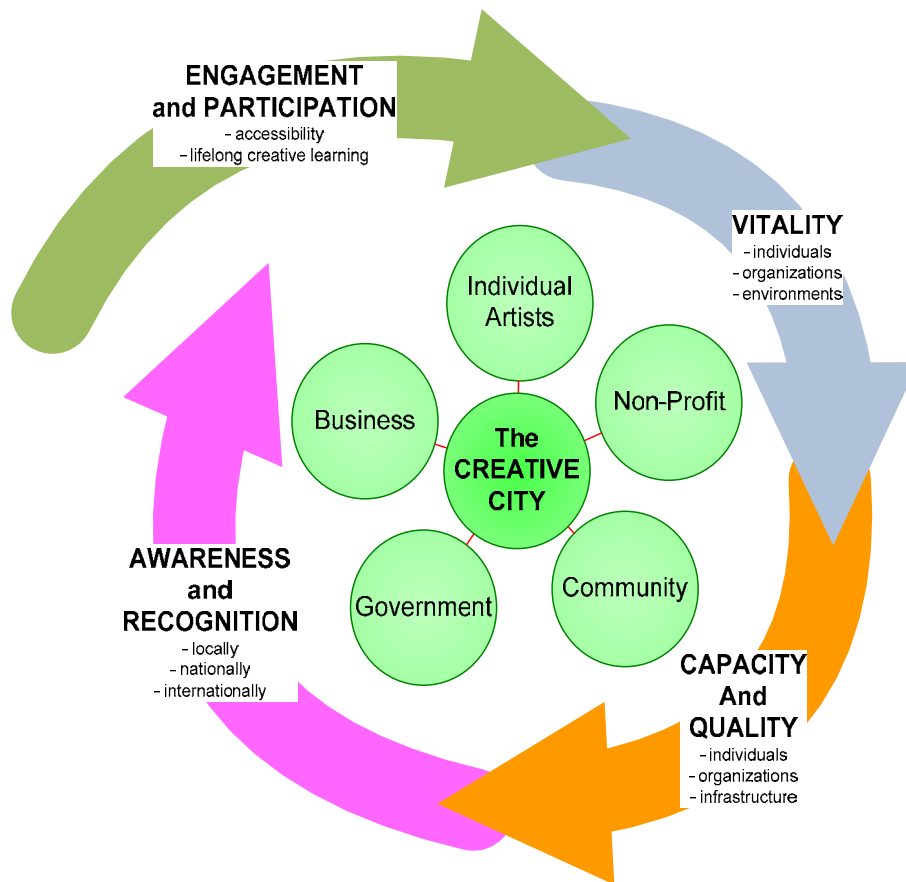 ENGAGEMENT
and PARTICIPATION
– accessibility
– lifelong creative learning
VITALITY
– individuals
– organizations
– environments
Individual
Artists
Non-Profit
Business
The
CREATIVE
CITY
Community
Government
AWARENESS
and
RECOGNITION
– locally
– nationally
– internationally
CAPACITY
And
QUALITY
– individuals
– organizations
– infrastructure